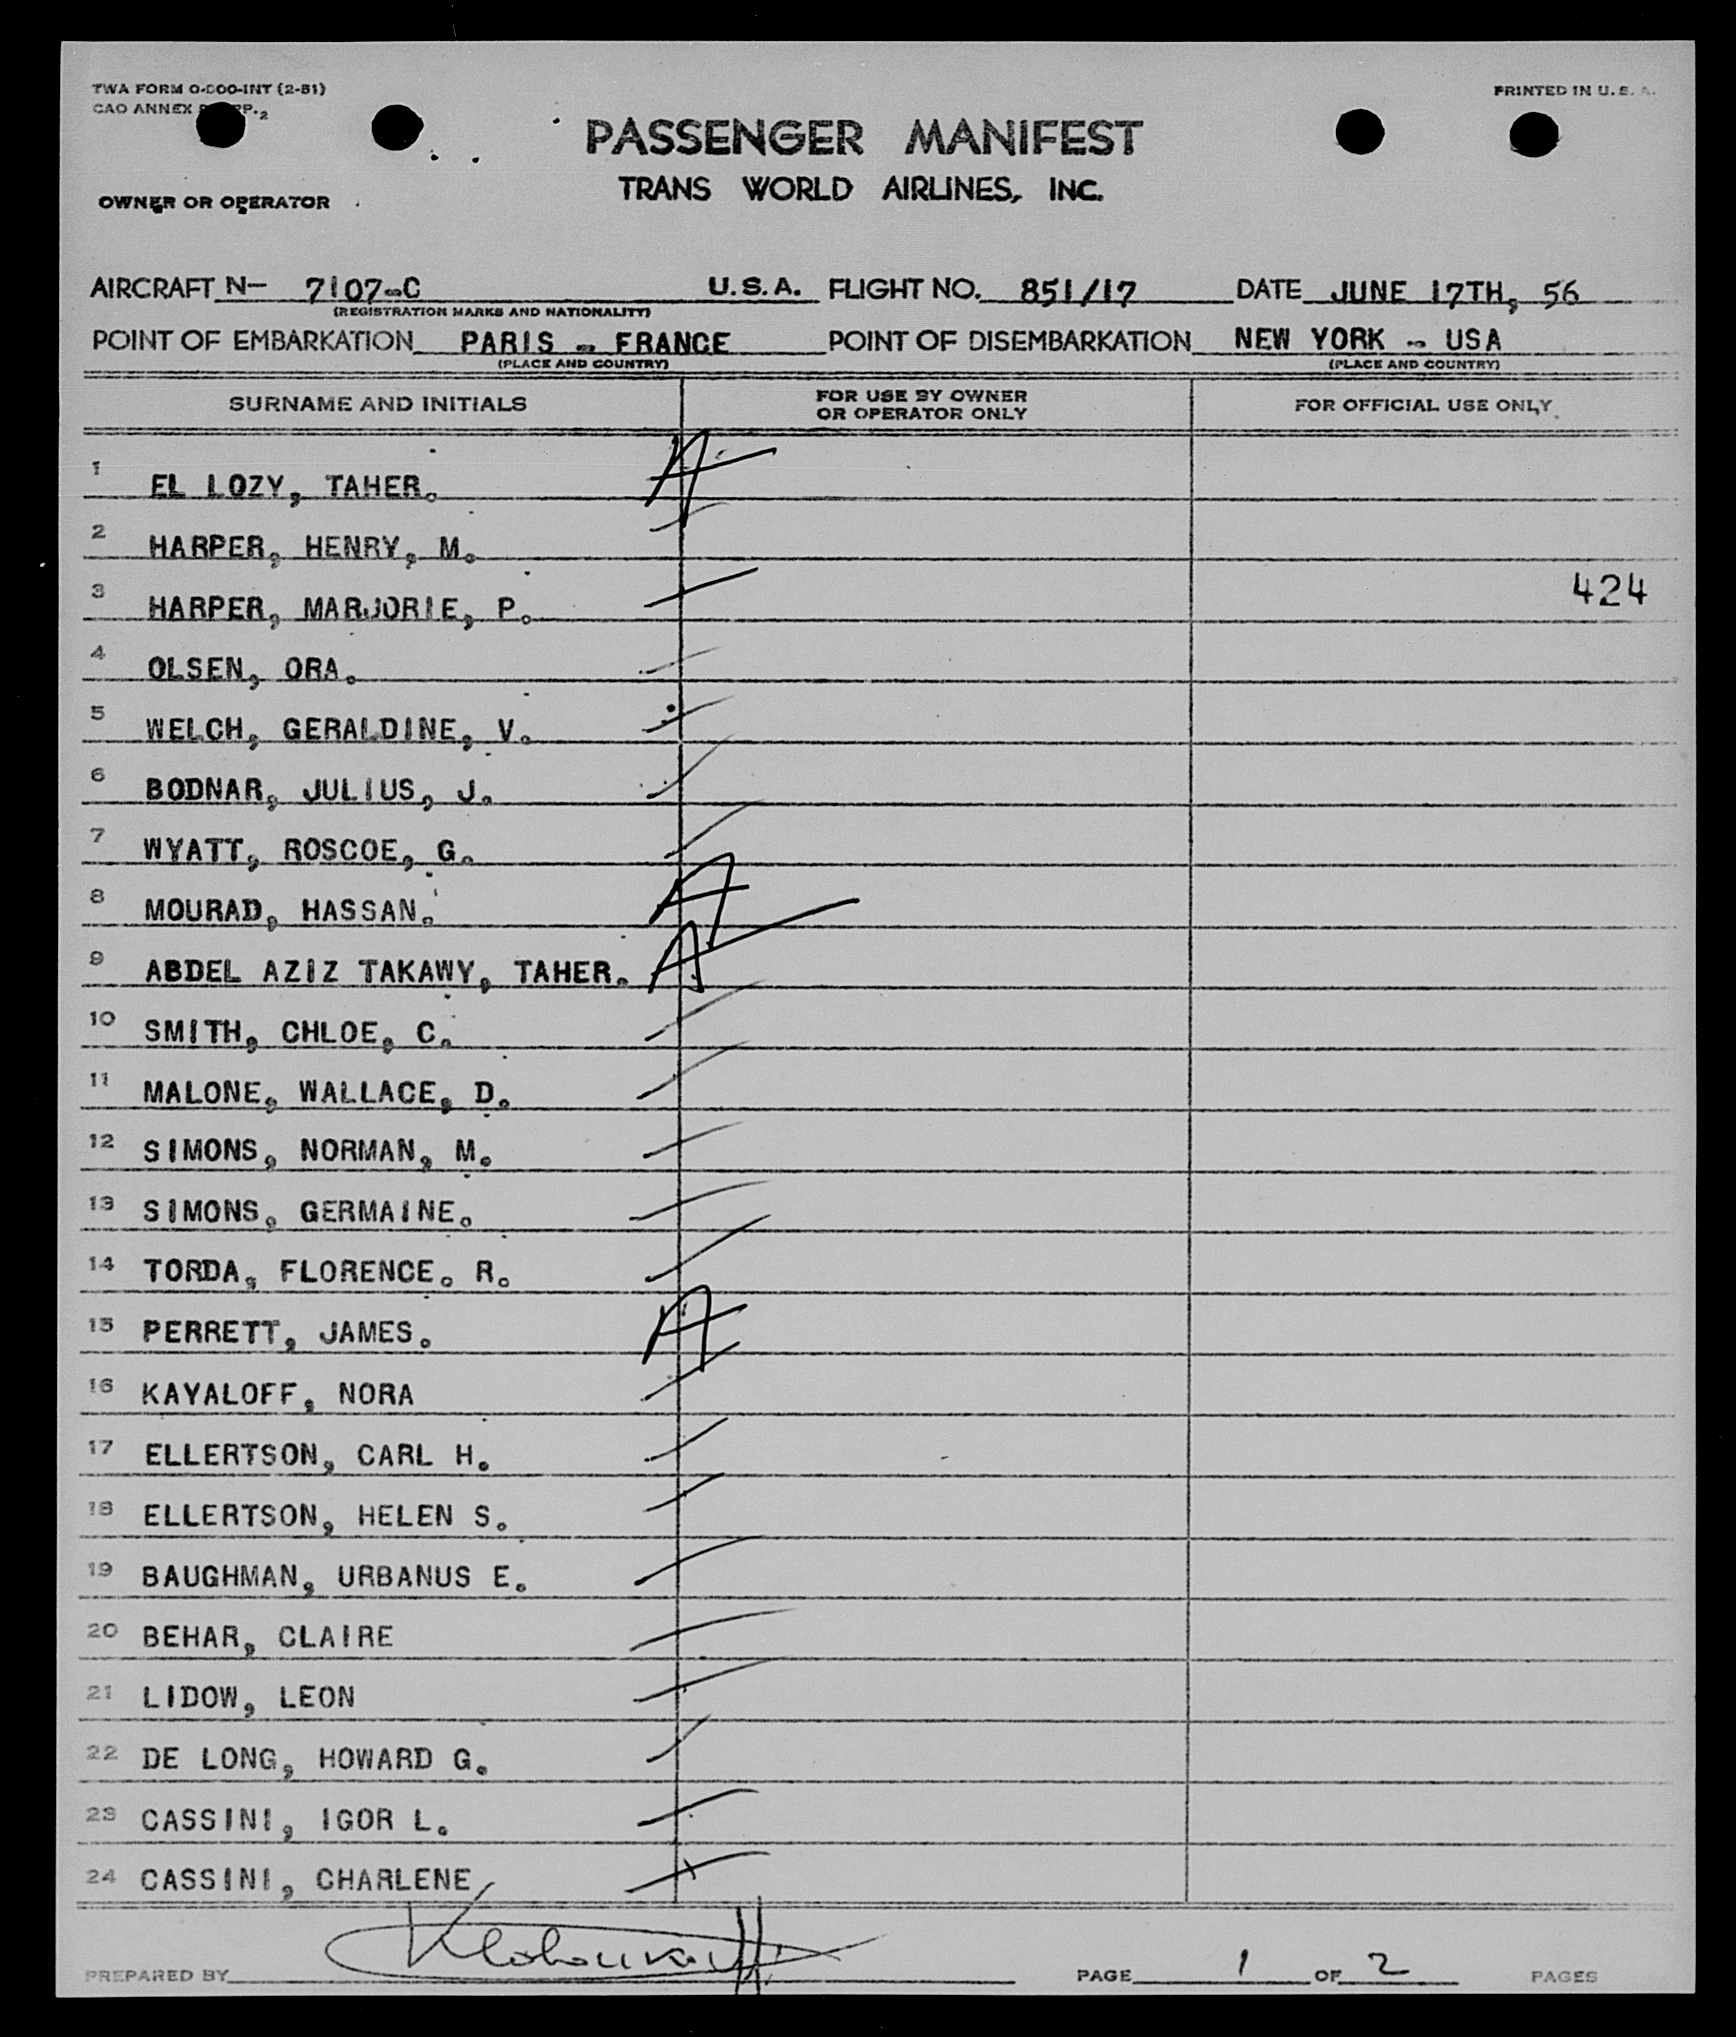 TWA FORM O-
CAO ANNEX
PRINTED IN U.S.A.
PASSENGER MANIFEST
TRANS WORLD AIRLINES, INC.
OWNER OR OPERATOR
AIRCRAFT N- 7107-C U.S.A. FLIGHT NO. 851/17 DATE JUNE 17TH, 56
(REGISTRATION MARKS AND NATIONALITY)
POINT OF EMBARKATION PARIS - FRANCE POINT OF DISEMBARKATION NEW YORK - USA
(PLACE AND COUNTRY) (PLACE AND COUNTRY)
SURNAME AND INITIALS FOR USE BY OWNER OR OPERATOR ONLY FOR OFFICIAL USE ONLY
1 EL LOZY, TAHER. A
2 HARPER, HENRY, M.
3 HARPER, MARJORIE, P. 424
4 OLSEN, ORA.
5 WELCH, GERALDINE, V.
6 BODNAR, JULIUS, J.
7 WYATT, ROSCOE, G.
8 MOURAD, HASSAN. A
9 ABDEL AZIZ TAKAWY, TAHER. A
10 SMITH, CHLOE, C.
11 MALONE, WALLACE, D.
12 SIMONS, NORMAN, M.
13 SIMONS, GERMAINE.
14 TORDA, FLORENCE. R.
15 PERRETT, JAMES. A
16 KAYALOFF, NORA
17 ELLERTSON, CARL H.
18 ELLERTSON, HELEN S.
19 BAUGHMAN, URBANUS E.
20 BEHAR, CLAIRE
21 LIDOW, LEON
22 DE LONG, HOWARD G.
23 CASSINI, IGOR L.
24 CASSINI, CHARLENE
PREPARED BY PAGE 1 OF 2 PAGES